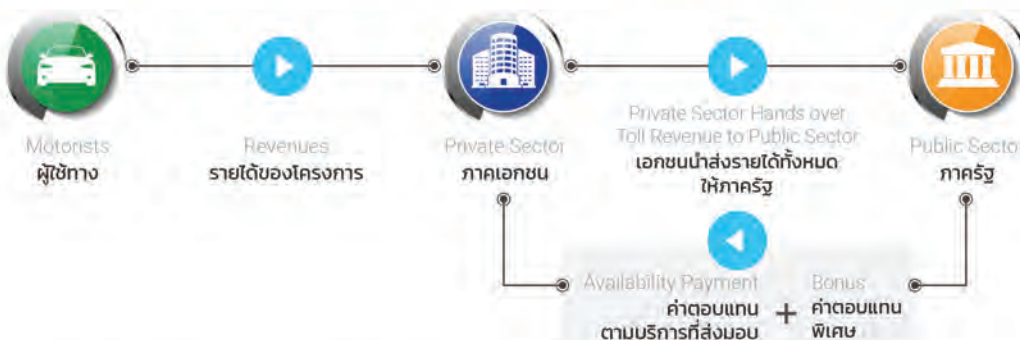 Motorists
ผู้ใช้ทาง
Revenues
รายได้ของโครงการ
Private Sector
ภาคเอกชน
Private Sector Hands over
Toll Revenue to Public Sector
เอกชนนำส่งรายได้ทั้งหมด
ให้ภาครัฐ
Public Secto
ภาครัฐ
Availability Payment
ค่าตอบแทน
ตามบริการที่ส่งมอบ
+
Bonus
ค่าตอบแทน
พิเศษ